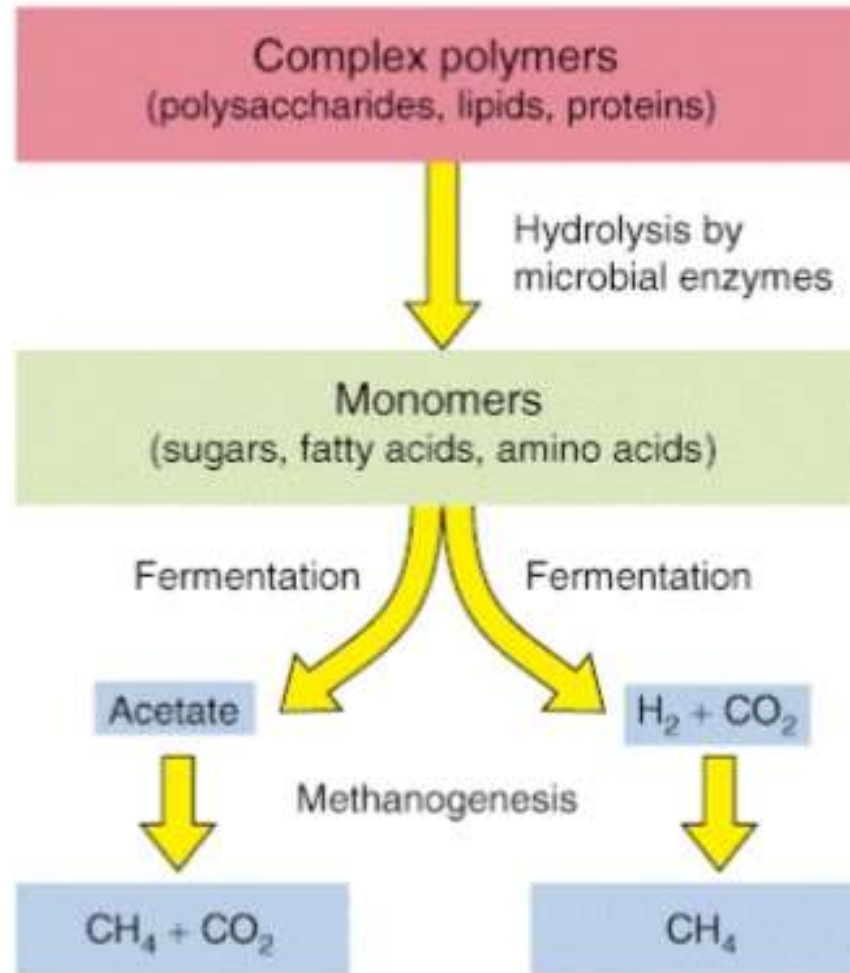 Complex polymers
(polysaccharides, lipids, proteins)
Hydrolysis by
microbial enzymes
Monomers
(sugars, fatty acids, amino acids)
Fermentation
Fermentation
Acetate
H₂ + CO₂
Methanogenesis
CH₄ + CO₂
CH₄